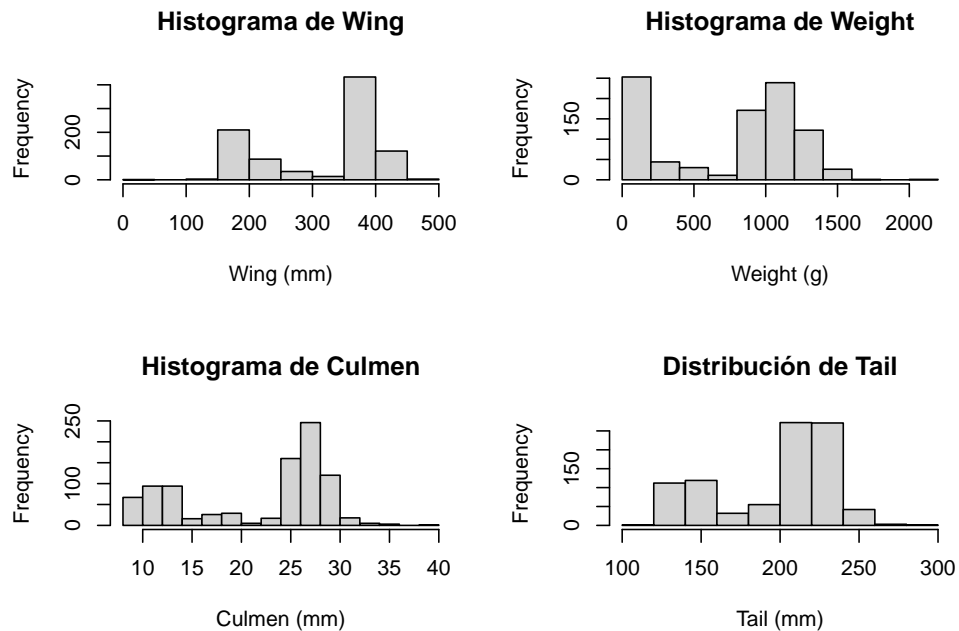 Histograma de Wing
Frequency
200
0
0 100 200 300 400 500
Wing (mm)
Histograma de Weight
Frequency
150
0
0 500 1000 1500 2000
Weight (g)
Histograma de Culmen
Frequency
250
100
0
10 15 20 25 30 35 40
Culmen (mm)
Distribución de Tail
Frequency
150
0
100 150 200 250 300
Tail (mm)